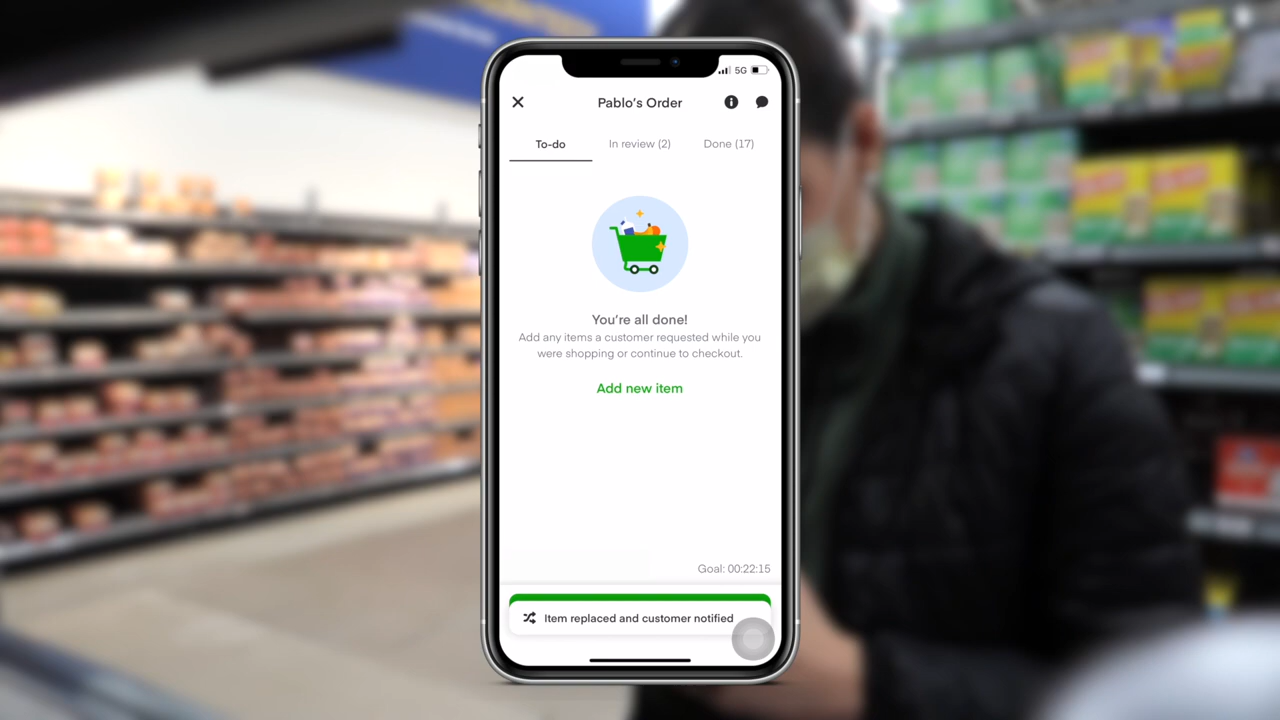 5G
Pablo's Order
To-do
In review (2)
Done (17)
You're all done!
Add any items a customer requested while you
were shopping or continue to checkout.
Add new item
Goal: 00:22:15
Item replaced and customer notified